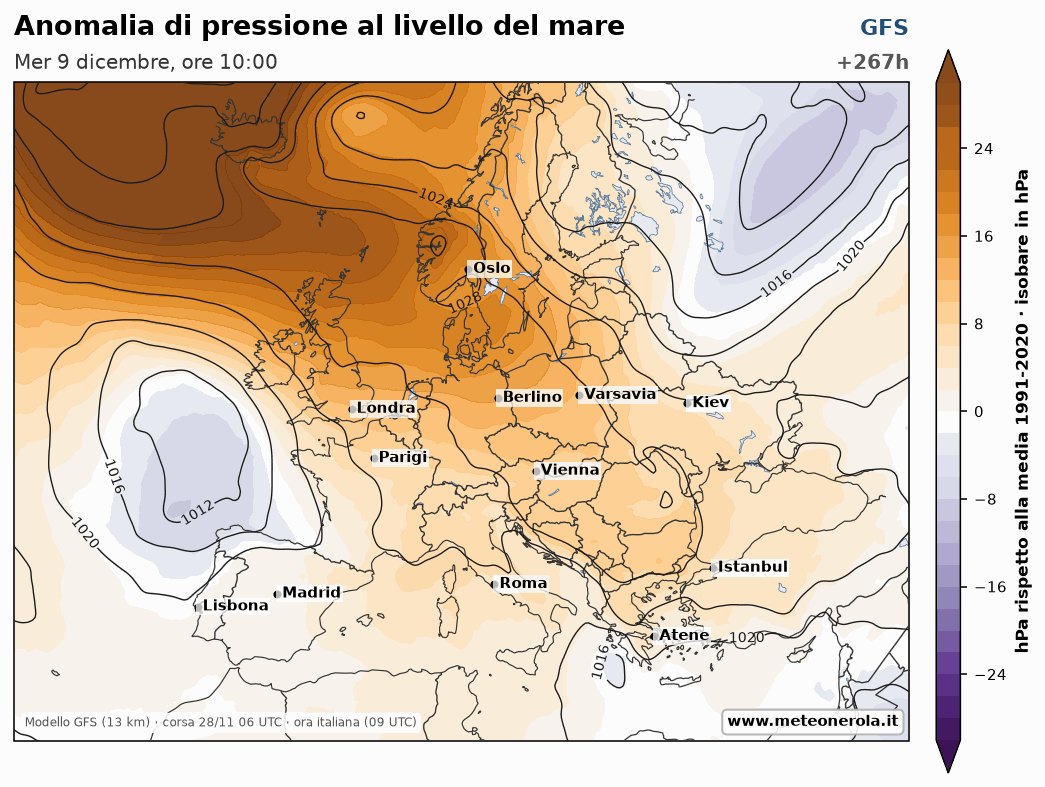 Anomalia di pressione al livello del mare
GFS
Mer 9 dicembre, ore 10:00
+267h
1024
1020
1016
Oslo
1028
Berlino
Varsavia
Kiev
Londra
Parigi
Vienna
1016
1012
1020
Istanbul
Roma
Madrid
Lisbona
Atene
1020
1016
Modello GFS (13 km) · corsa 28/11 06 UTC · ora italiana (09 UTC)
www.meteonerola.it
24
16
8
0
−8
−16
−24
hPa rispetto alla media 1991-2020 · isobare in hPa